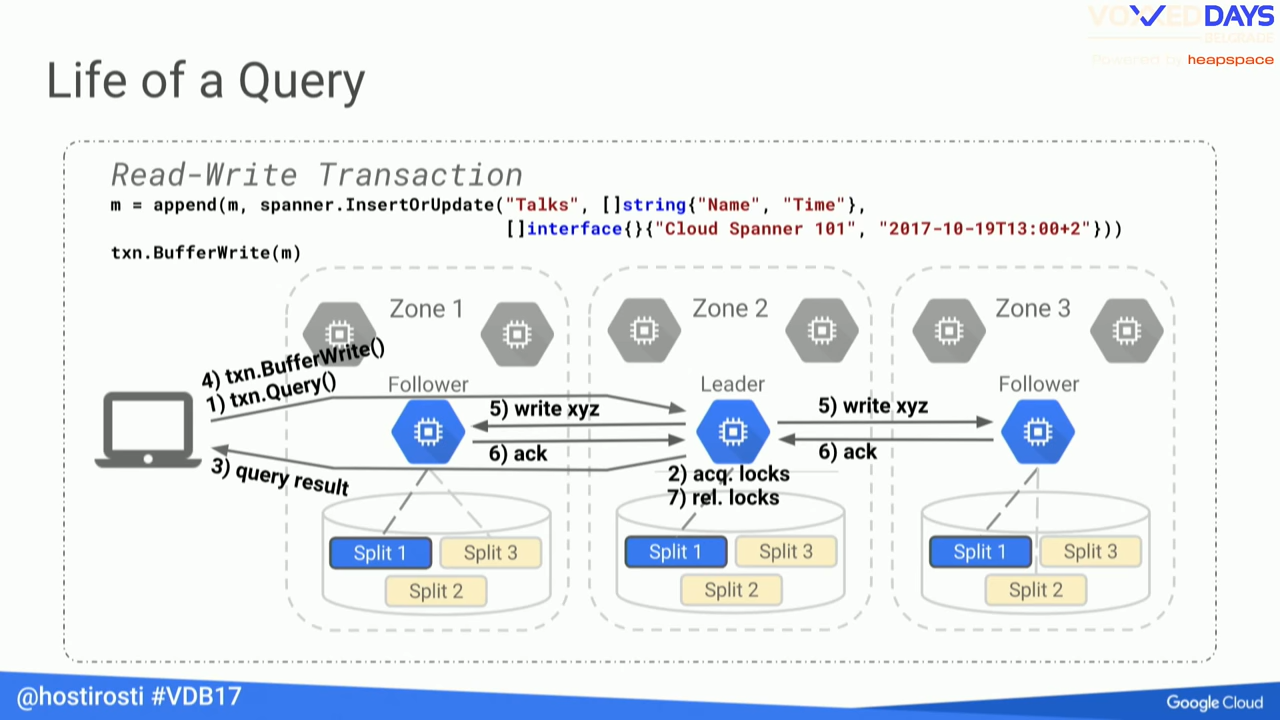 VOXXED DAYS
BELGRADE
Powered by heapspace
Life of a Query
Read-Write Transaction
m = append(m, spanner.InsertOrUpdate("Talks", []string{"Name", "Time"},
[]interface{}{"Cloud Spanner 101", "2017-10-19T13:00+2"}))
txn.BufferWrite(m)
Zone 1
Zone 2
Zone 3
4) txn.BufferWrite()
1) txn.Query()
Follower
Leader
Follower
5) write xyz
5) write xyz
6) ack
6) ack
3) query result
2) acq. locks
7) rel. locks
Split 1
Split 3
Split 2
Split 1
Split 3
Split 2
Split 1
Split 3
Split 2
@hostirosti #VDB17
Google Cloud